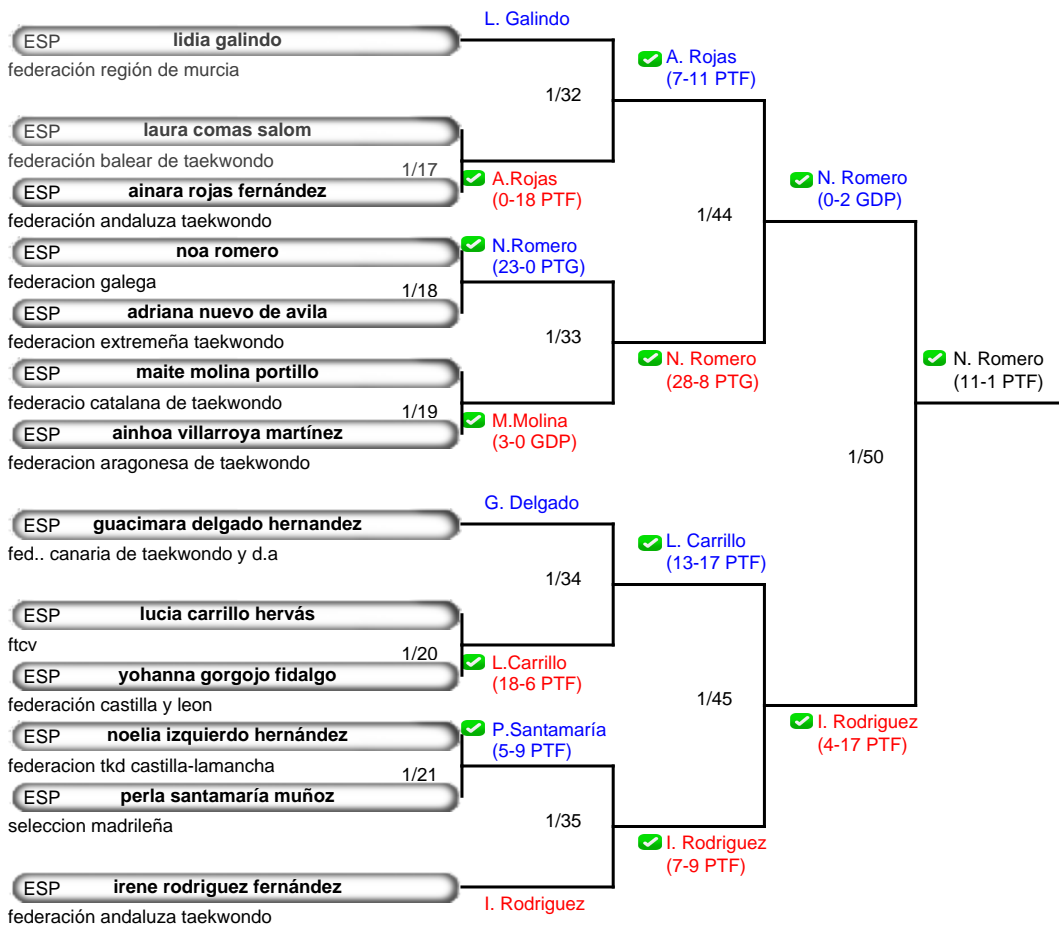 L. Galindo
ESP lidia galindo
federación región de murcia
A. Rojas
(7-11 PTF)
1/32
ESP laura comas salom
federación balear de taekwondo
1/17
A.Rojas
(0-18 PTF)
ESP ainara rojas fernández
federación andaluza taekwondo
N. Romero
(0-2 GDP)
1/44
ESP noa romero
federacion galega
N.Romero
(23-0 PTG)
1/18
ESP adriana nuevo de avila
federacion extremeña taekwondo
1/33
ESP maite molina portillo
federacio catalana de taekwondo
N. Romero
(28-8 PTG)
N. Romero
(11-1 PTF)
1/19
M.Molina
(3-0 GDP)
ESP ainhoa villarroya martínez
federacion aragonesa de taekwondo
1/50
G. Delgado
ESP guacimara delgado hernandez
fed.. canaria de taekwondo y d.a
L. Carrillo
(13-17 PTF)
1/34
ESP lucia carrillo hervás
ftcv
1/20
L.Carrillo
(18-6 PTF)
ESP yohanna gorgojo fidalgo
federación castilla y leon
1/45
I. Rodriguez
(4-17 PTF)
ESP noelia izquierdo hernández
federacion tkd castilla-lamancha
P.Santamaría
(5-9 PTF)
1/21
ESP perla santamaría muñoz
seleccion madrileña
1/35
I. Rodriguez
(7-9 PTF)
ESP irene rodriguez fernández
federación andaluza taekwondo
I. Rodriguez